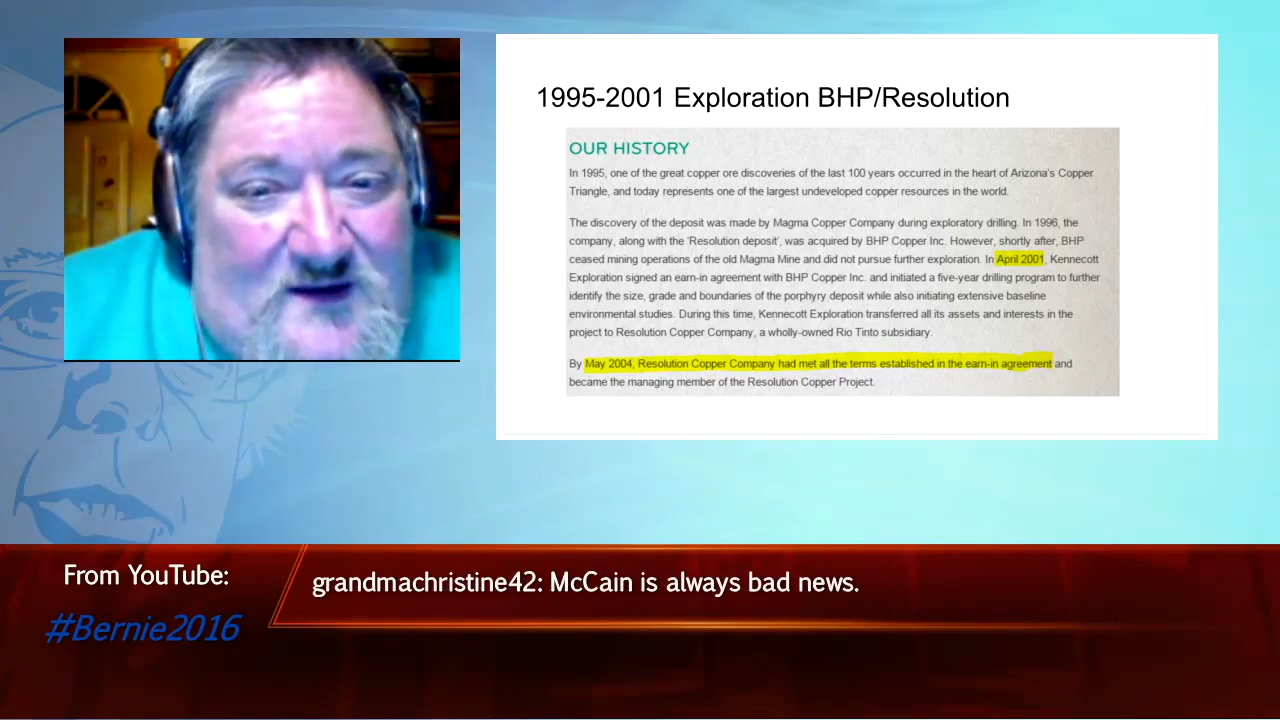 1995-2001 Exploration BHP/Resolution
OUR HISTORY
In 1995, one of the great copper ore discoveries of the last 100 years occurred in the heart of Arizona's Copper
Triangle, and today represents one of the largest undeveloped copper resources in the world.
The discovery of the deposit was made by Magma Copper Company during exploratory drilling. In 1996, the
company, along with the 'Resolution deposit', was acquired by BHP Copper Inc. However, shortly after, BHP
ceased mining operations of the old Magma Mine and did not pursue further exploration. In April 2001, Kennecott
Exploration signed an earn-in agreement with BHP Copper Inc. and initiated a five-year drilling program to further
identify the size, grade and boundaries of the porphyry deposit while also initiating extensive baseline
environmental studies. During this time, Kennecott Exploration transferred all its assets and interests in the
project to Resolution Copper Company, a wholly-owned Rio Tinto subsidiary.
By May 2004, Resolution Copper Company had met all the terms established in the earn-in agreement and
became the managing member of the Resolution Copper Project.
From YouTube:
grandmachristine42: McCain is always bad news.
#Bernie2016